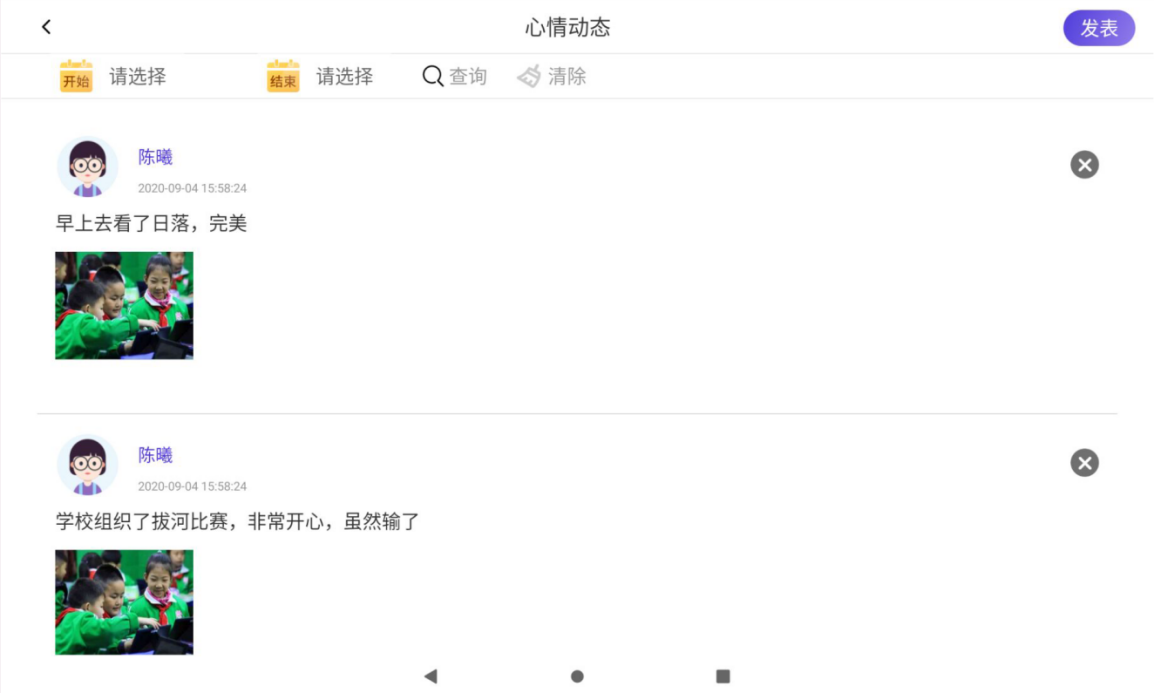 心情动态
发表
开始 请选择 结束 请选择 查询 清除
陈曦
2020-09-04 15:58:24
早上去看了日落，完美
陈曦
2020-09-04 15:58:24
学校组织了拔河比赛，非常开心，虽然输了